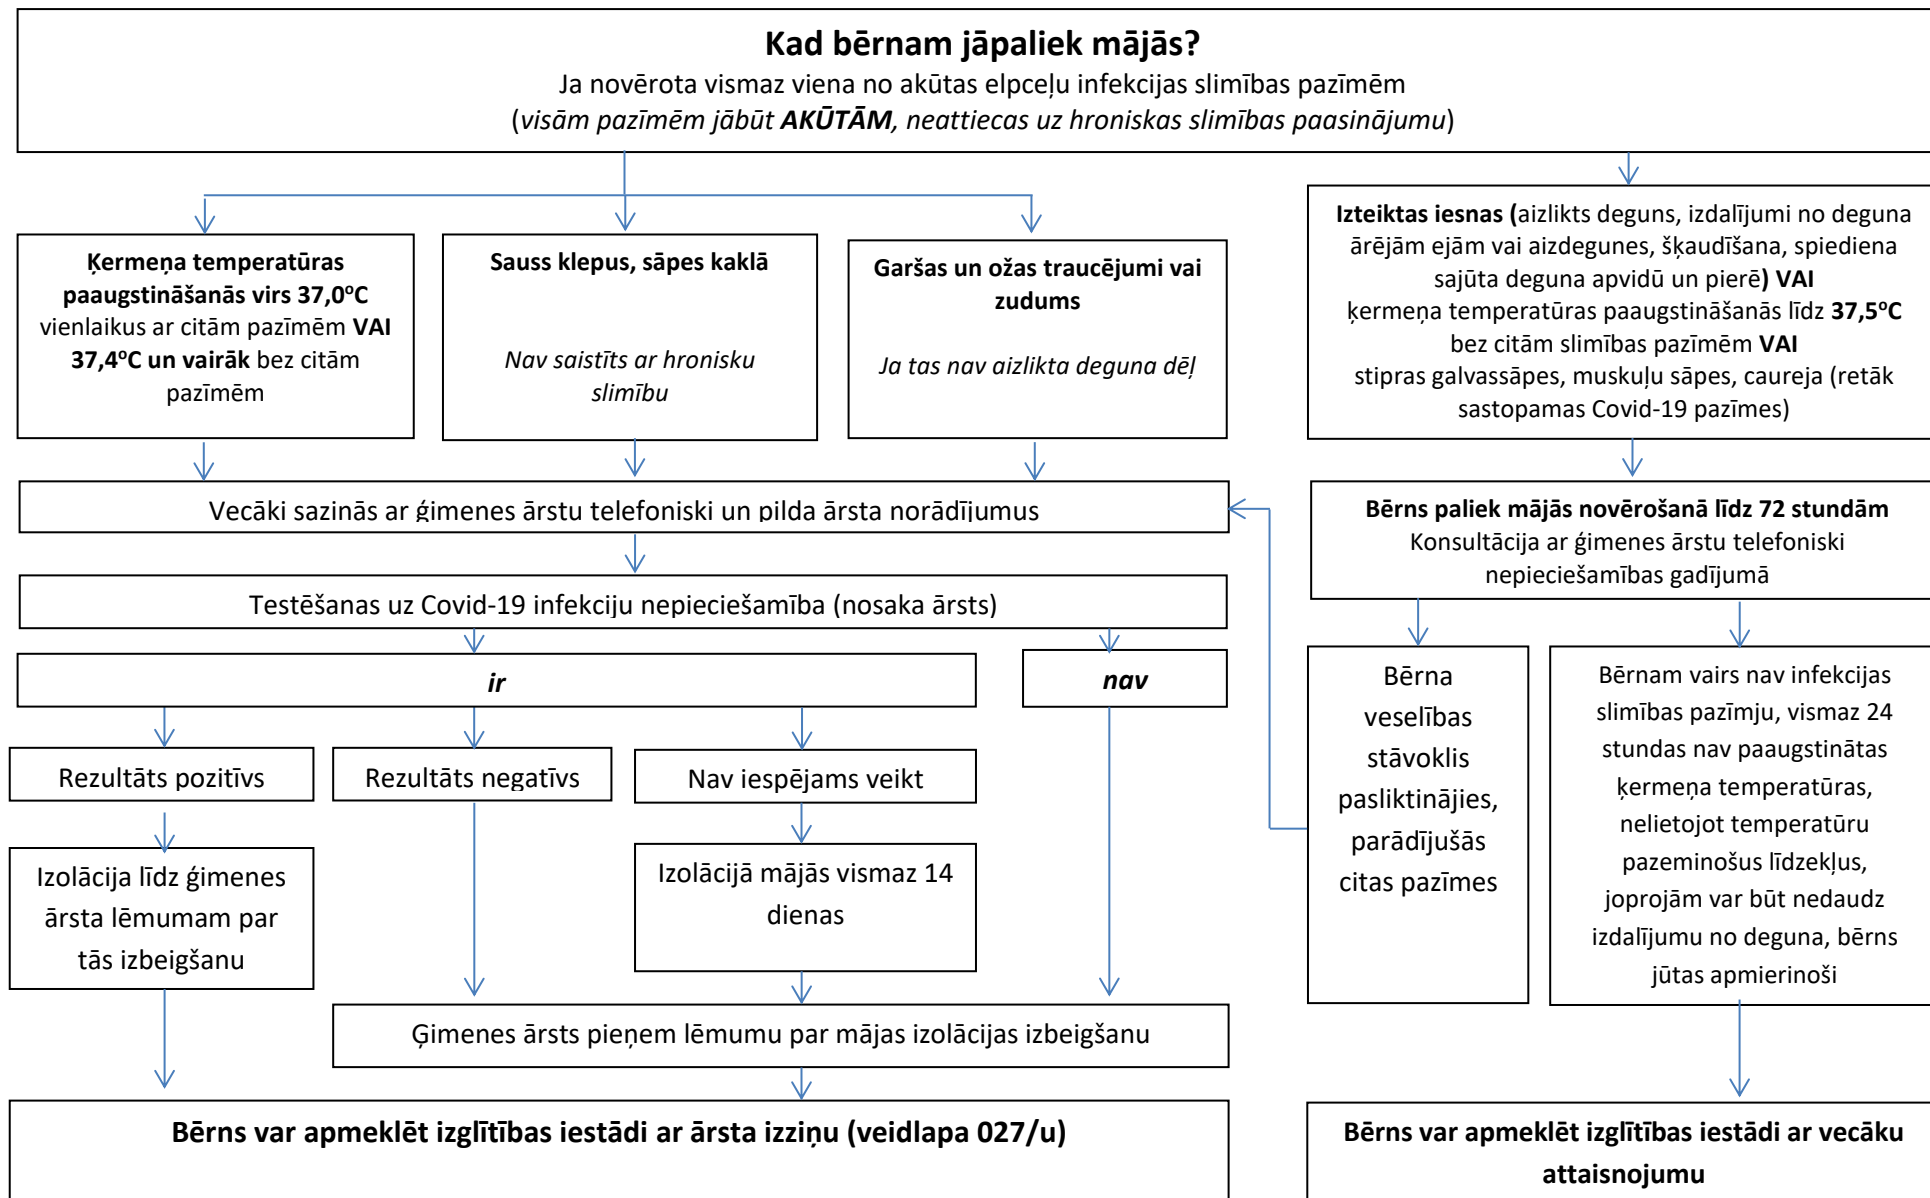 Kad bērnam jāpaliek mājās?
Ja novērota vismaz viena no akūtas elpceļu infekcijas slimības pazīmēm
(visām pazīmēm jābūt AKŪTĀM, neattiecas uz hroniskas slimības paasinājumu)
Ķermeņa temperatūras
paaugstināšanās virs 37,0°C
vienlaikus ar citām pazīmēm VAI
37,4°C un vairāk bez citām
pazīmēm
Sauss klepus, sāpes kaklā
Nav saistīts ar hronisku
slimību
Garšas un ožas traucējumi vai
zudums
Ja tas nav aizlikta deguna dēļ
Izteiktas iesnas (aizlikts deguns, izdalījumi no deguna
ārējām ejām vai aizdegunes, šķaudīšana, spiediena
sajūta deguna apvidū un pierē) VAI
ķermeņa temperatūras paaugstināšanās līdz 37,5°C
bez citām slimības pazīmēm VAI
stipras galvassāpes, muskuļu sāpes, caureja (retāk
sastopamas Covid-19 pazīmes)
Vecāki sazinās ar ģimenes ārstu telefoniski un pilda ārsta norādījumus
Bērns paliek mājās novērošanā līdz 72 stundām
Konsultācija ar ģimenes ārstu telefoniski
nepieciešamības gadījumā
Testēšanas uz Covid-19 infekciju nepieciešamība (nosaka ārsts)
ir
nav
Rezultāts pozitīvs
Rezultāts negatīvs
Nav iespējams veikt
Izolācija līdz ģimenes
ārsta lēmumam par
tās izbeigšanu
Izolācijā mājās vismaz 14
dienas
Bērna
veselības
stāvoklis
pasliktinājies,
parādījušās
citas pazīmes
Bērnam vairs nav infekcijas
slimības pazīmju, vismaz 24
stundas nav paaugstinātas
ķermeņa temperatūras,
nelietojot temperatūru
pazeminošus līdzekļus,
joprojām var būt nedaudz
izdalījumu no deguna, bērns
jūtas apmierinoši
Ģimenes ārsts pieņem lēmumu par mājas izolācijas izbeigšanu
Bērns var apmeklēt izglītības iestādi ar ārsta izziņu (veidlapa 027/u)
Bērns var apmeklēt izglītības iestādi ar vecāku
attaisnojumu